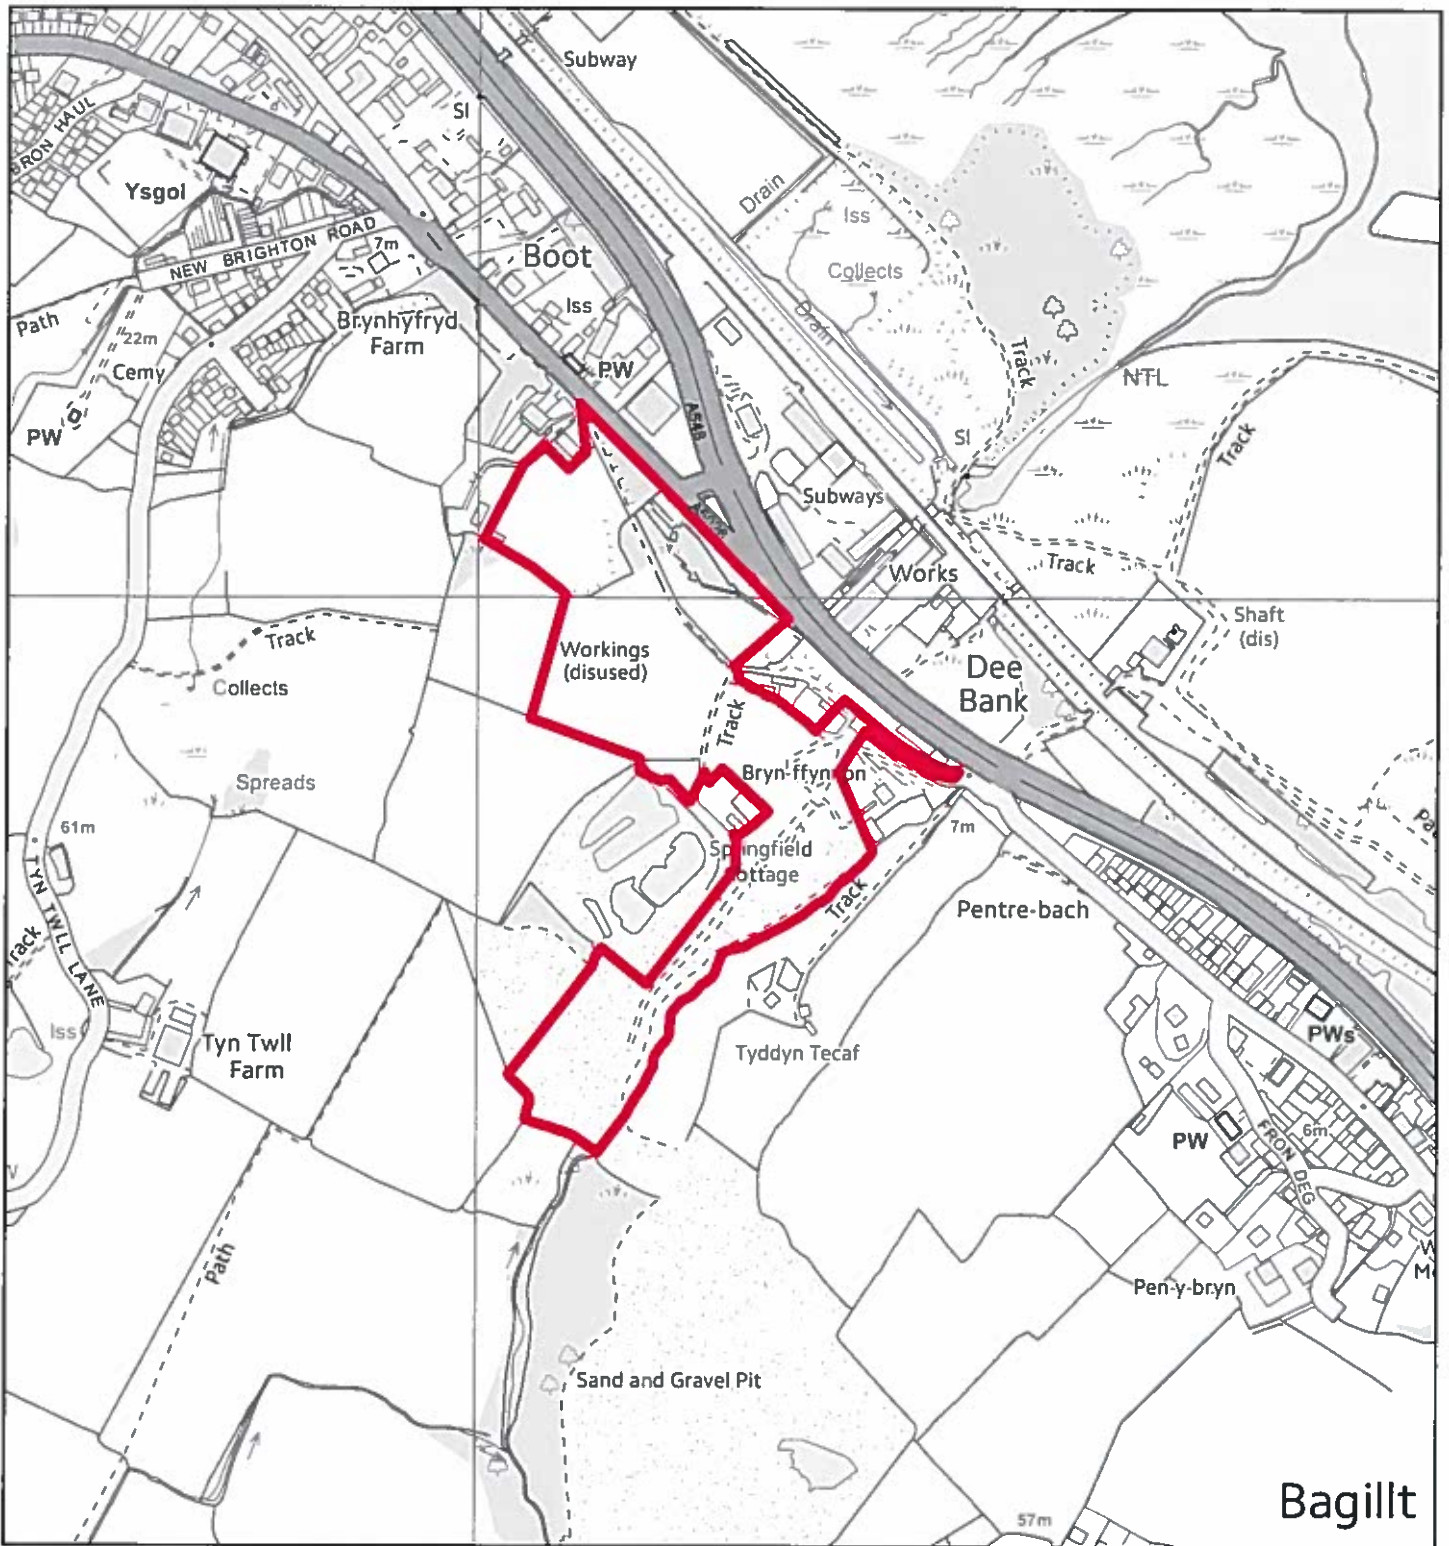 Subway
SI
BRON HAUL
Ysgol
Drain
Iss
NEW BRIGHTON ROAD
7m
Boot
Collects
Path
Iss
22m
Brynhyfryd
Farm
Drain
Cemy
PW
Track
NTL
PW
A548
SI
Track
Subways
Works
Track
Shaft
(dis)
Track
Workings
(disused)
Dee
Bank
Collects
Track
Spreads
Bryn-ffynnon
61m
7m
Springfield
Cottage
TYN TWLL LANE
Track
Pentre-bach
Track
Iss
Tyn Twll
Farm
Tyddyn Tecaf
PWs
PW
6m
FRON DEG
Path
Pen-y-bryn
Sand and Gravel Pit
57m
Bagillt